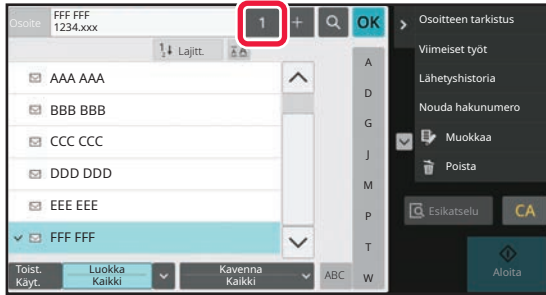 Osoite
FFF FFF
1234.xxx
1
+
OK
Lajitt.
AAA AAA
BBB BBB
CCC CCC
DDD DDD
EEE EEE
FFF FFF
A
D
G
J
M
P
T
W
Toist.
Käyt.
Luokka
Kaikki
Kavenna
Kaikki
ABC
Osoitteen tarkistus
Viimeiset työt
Lähetyshistoria
Nouda hakunumero
Muokkaa
Poista
Esikatselu
CA
Aloita